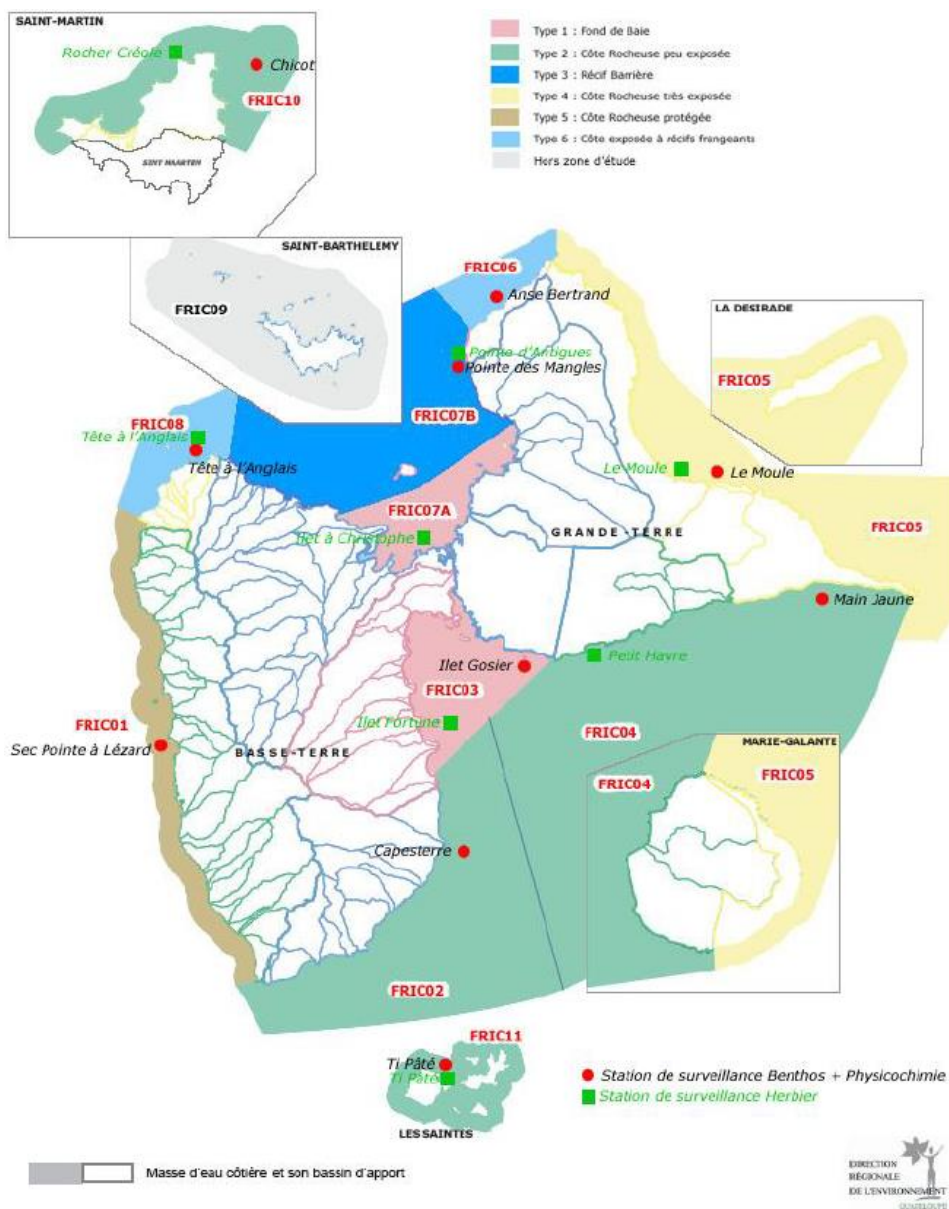 SAINT-MARTIN
Rocher Créole
Chicot
FRIC10
SINT MAARTEN
Type 1 : Fond de Baie
Type 2 : Côte Rocheuse peu exposée
Type 3 : Récif Barrière
Type 4 : Côte Rocheuse très exposée
Type 5 : Côte Rocheuse protégée
Type 6 : Côte exposée à récifs frangeants
Hors zone d'étude
SAINT-BARTHELEMY
FRIC09
FRIC06
Anse Bertrand
LA DESIRADE
FRIC05
Pointe d'Antigues
Pointe des Mangles
FRIC07B
FRIC08
Tête à l'Anglais
Tête à l'Anglais
Le Moule
Le Moule
FRIC07A
Ilet à Christophe
GRANDE-TERRE
FRIC05
Main Jaune
Ilet Gosier
Petit Havre
FRIC03
FRIC01
Ilet Fortune
Sec Pointe à Lézard
BASSE-TERRE
FRIC04
MARIE-GALANTE
FRIC04
FRIC05
Capesterre
FRIC02
FRIC11
Ti Pâté
Ti Pâté
LES SAINTES
Station de surveillance Benthos + Physicochimie
Station de surveillance Herbier
Masse d'eau côtière et son bassin d'apport
DIRECTION
RÉGIONALE
DE L'ENVIRONNEMENT
GUADELOUPE